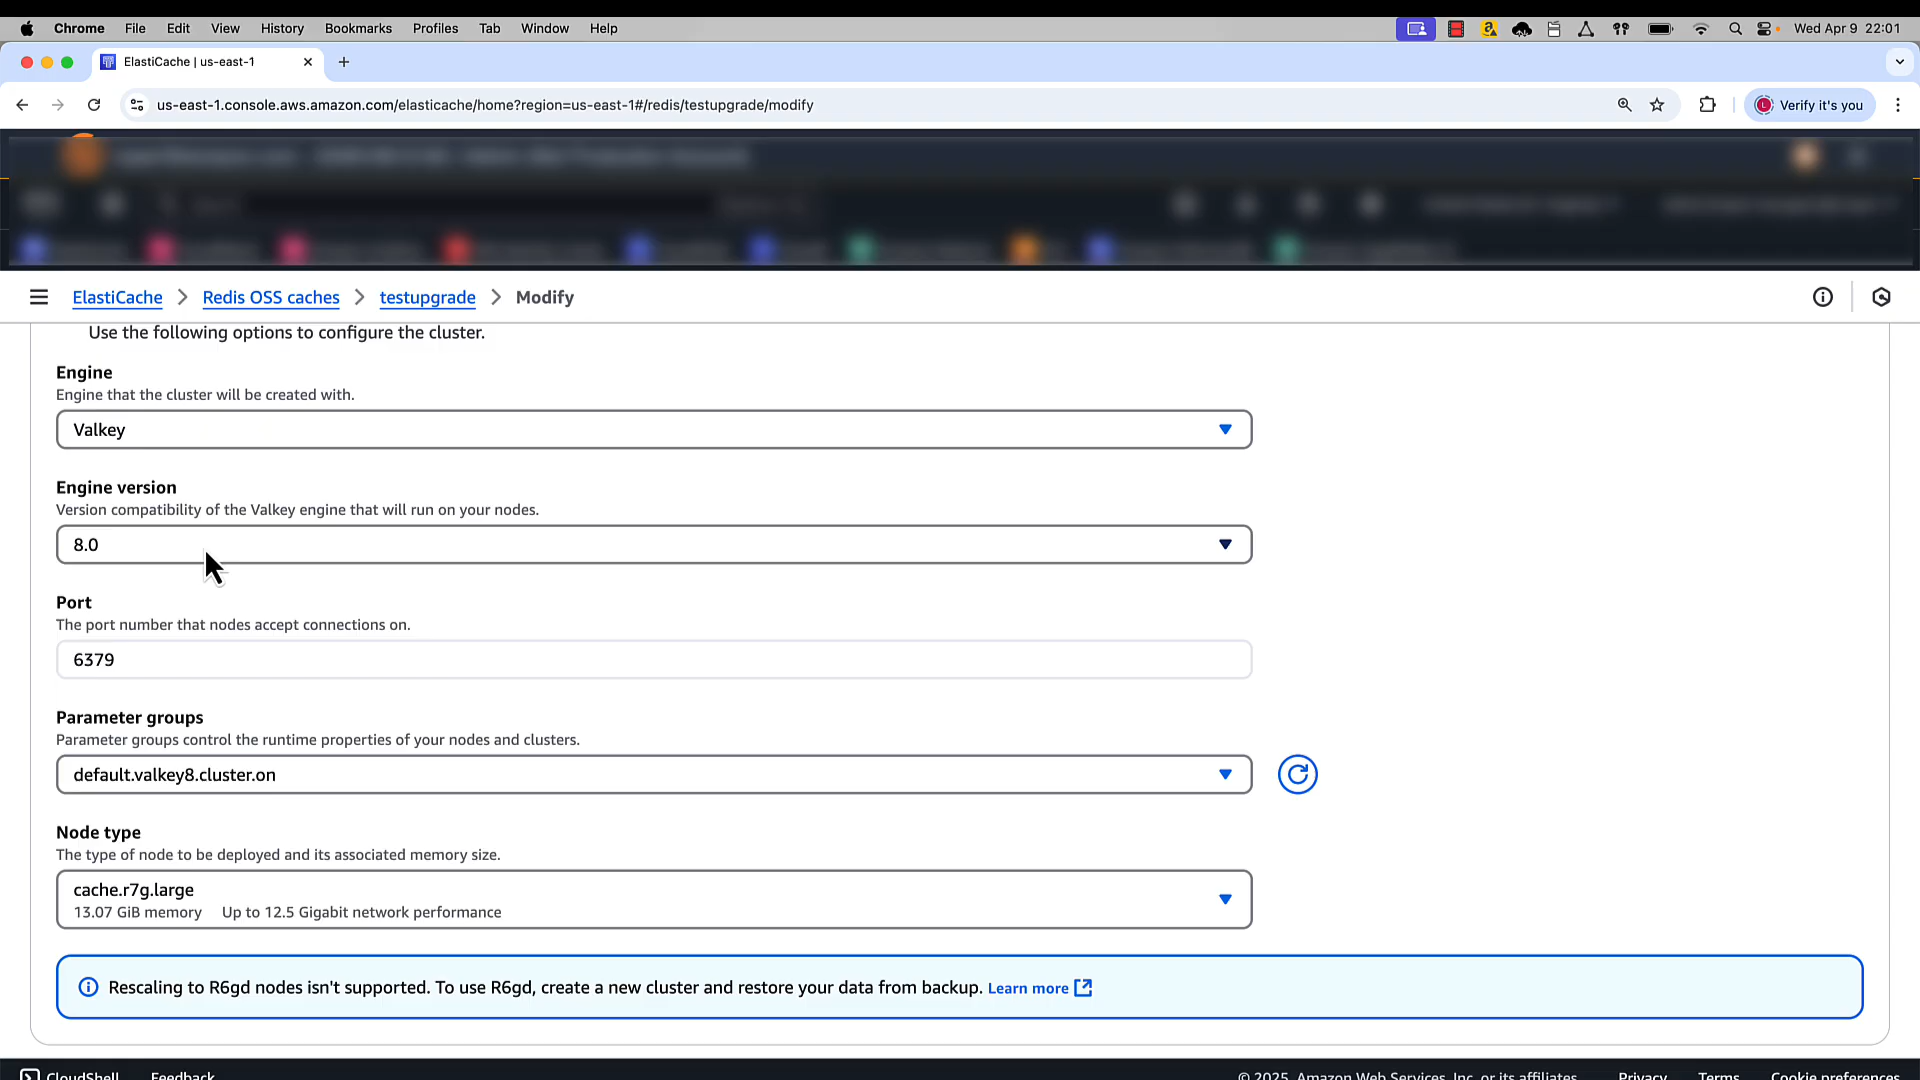 Chrome File Edit View History Bookmarks Profiles Tab Window Help Wed Apr 9 22:01
ElastiCache | us-east-1
us-east-1.console.aws.amazon.com/elasticache/home?region=us-east-1#/redis/testupgrade/modify Verify it's you
ElastiCache Redis OSS caches testupgrade Modify
Use the following options to configure the cluster.
Engine
Engine that the cluster will be created with.
Valkey
Engine version
Version compatibility of the Valkey engine that will run on your nodes.
8.0
Port
The port number that nodes accept connections on.
6379
Parameter groups
Parameter groups control the runtime properties of your nodes and clusters.
default.valkey8.cluster.on
Node type
The type of node to be deployed and its associated memory size.
cache.r7g.large
13.07 GiB memory Up to 12.5 Gigabit network performance
Rescaling to R6gd nodes isn't supported. To use R6gd, create a new cluster and restore your data from backup. Learn more
CloudShell Feedback © 2025, Amazon Web Services, Inc. or its affiliates. Privacy Terms Cookie preferences